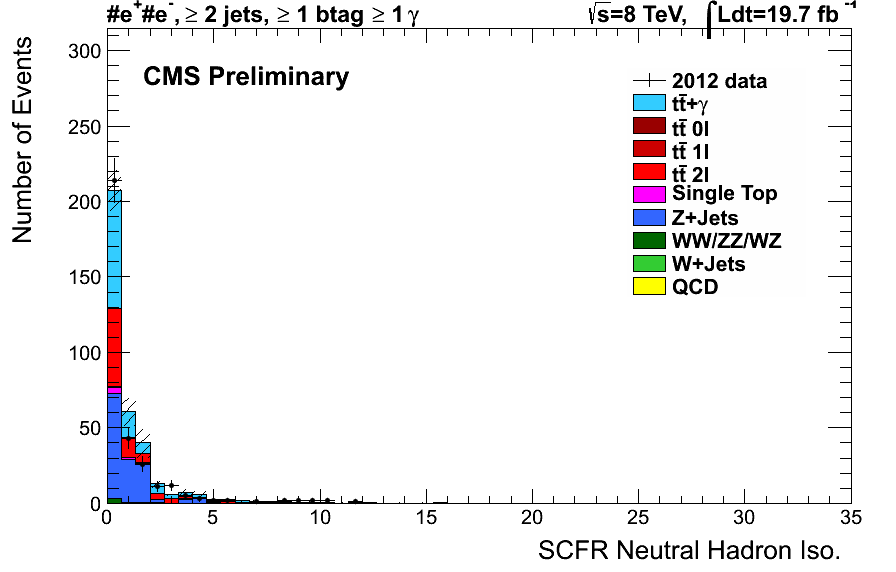 #e⁺#e⁻, ≥ 2 jets, ≥ 1 btag ≥ 1 γ
√s=8 TeV, ∫Ldt=19.7 fb⁻¹
CMS Preliminary
2012 data
tt̄+γ
tt̄ 0l
tt̄ 1l
tt̄ 2l
Single Top
Z+Jets
WW/ZZ/WZ
W+Jets
QCD
Number of Events
300
250
200
150
100
50
0
0 5 10 15 20 25 30 35
SCFR Neutral Hadron Iso.